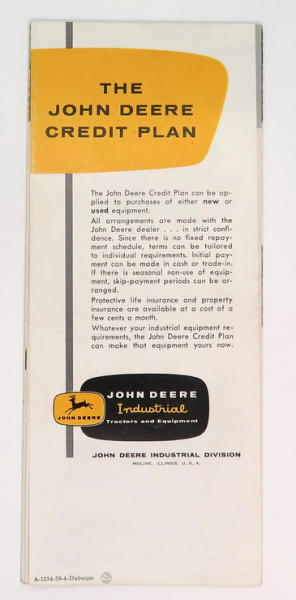 THE
JOHN DEERE
CREDIT PLAN
The John Deere Credit Plan can be ap-
plied to purchases of either new or
used equipment.
All arrangements are made with the
John Deere dealer . . . in strict confi-
dence. Since there is no fixed repay-
ment schedule, terms can be tailored
to individual requirements. Initial pay-
ment can be made in cash or trade-in.
If there is seasonal non-use of equip-
ment, skip-payment periods can be ar-
ranged.
Protective life insurance and property
insurance are available at a cost of a
few cents a month.
Whatever your industrial equipment re-
quirements, the John Deere Credit Plan
can make that equipment yours now.
JOHN DEERE
Industrial
Tractors and Equipment
JOHN DEERE
JOHN DEERE INDUSTRIAL DIVISION
MOLINE, ILLINOIS, U. S. A.
A-1234-59-4-Dubuque